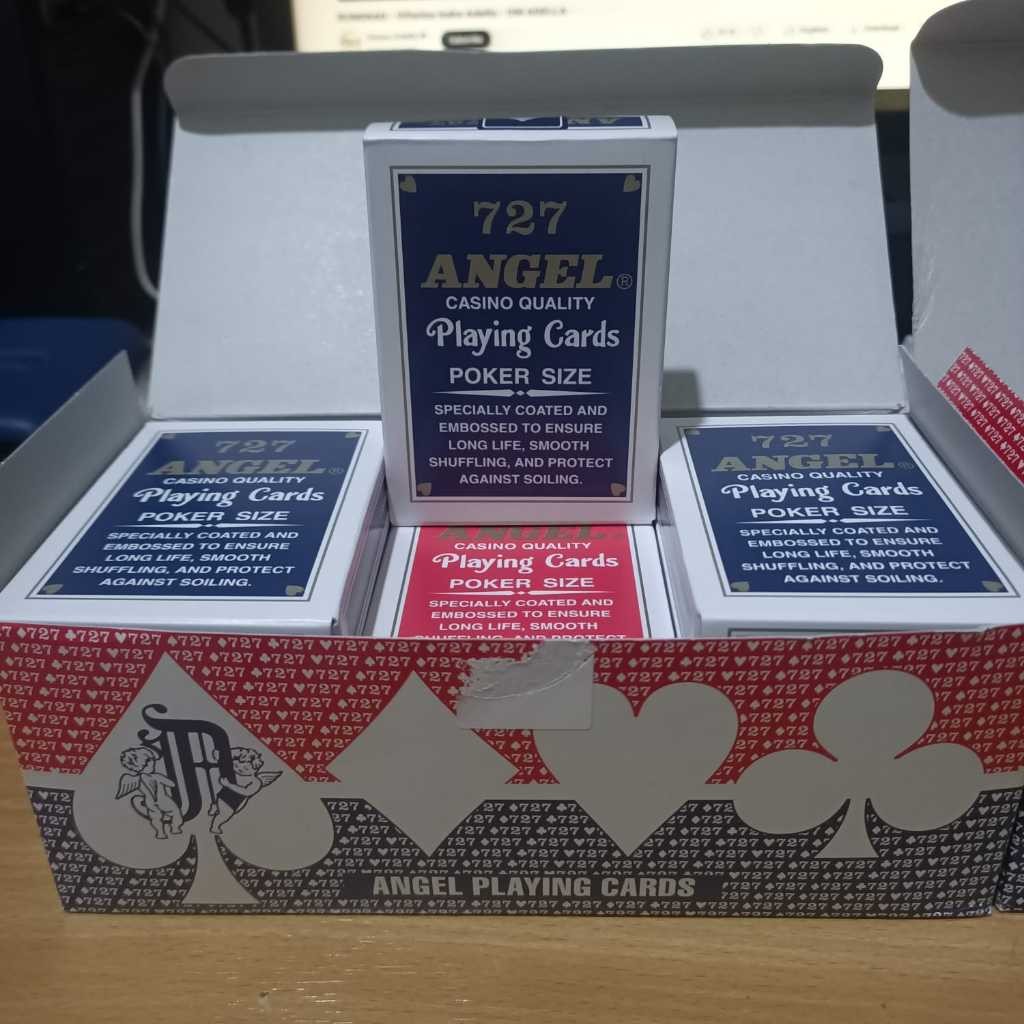 727
ANGEL®
CASINO QUALITY
Playing Cards
POKER SIZE
SPECIALLY COATED AND
EMBOSSED TO ENSURE
LONG LIFE, SMOOTH
SHUFFLING, AND PROTECT
AGAINST SOILING.
727
ANGEL®
CASINO QUALITY
Playing Cards
POKER SIZE
SPECIALLY COATED AND
EMBOSSED TO ENSURE
LONG LIFE, SMOOTH
SHUFFLING, AND PROTECT
AGAINST SOILING.
ANGEL
CASINO QUALITY
Playing Cards
POKER SIZE
SPECIALLY COATED AND
EMBOSSED TO ENSURE
LONG LIFE, SMOOTH
SHUFFLING, AND PROTECT
727
ANGEL®
CASINO QUALITY
Playing Cards
POKER SIZE
SPECIALLY COATED AND
EMBOSSED TO ENSURE
LONG LIFE, SMOOTH
SHUFFLING, AND PROTECT
AGAINST SOILING.
ANGEL PLAYING CARDS